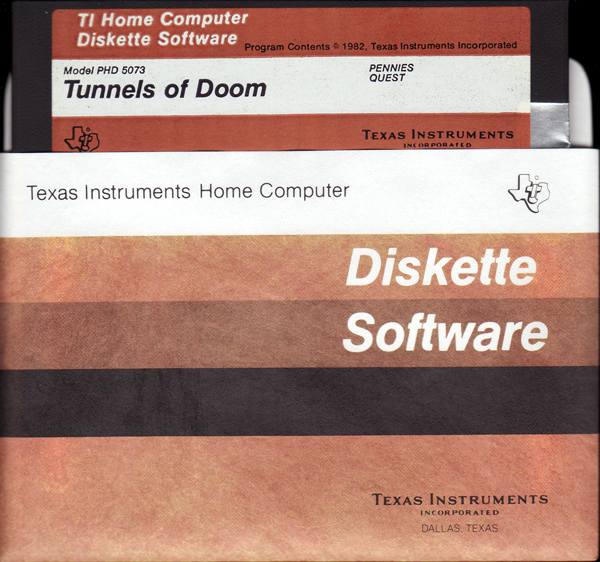 TI Home Computer
Diskette Software
Program Contents © 1982, Texas Instruments Incorporated
Model PHD 5073
Tunnels of Doom
PENNIES
QUEST
TEXAS INSTRUMENTS
INCORPORATED
Texas Instruments Home Computer
Diskette
Software
TEXAS INSTRUMENTS
INCORPORATED
DALLAS, TEXAS